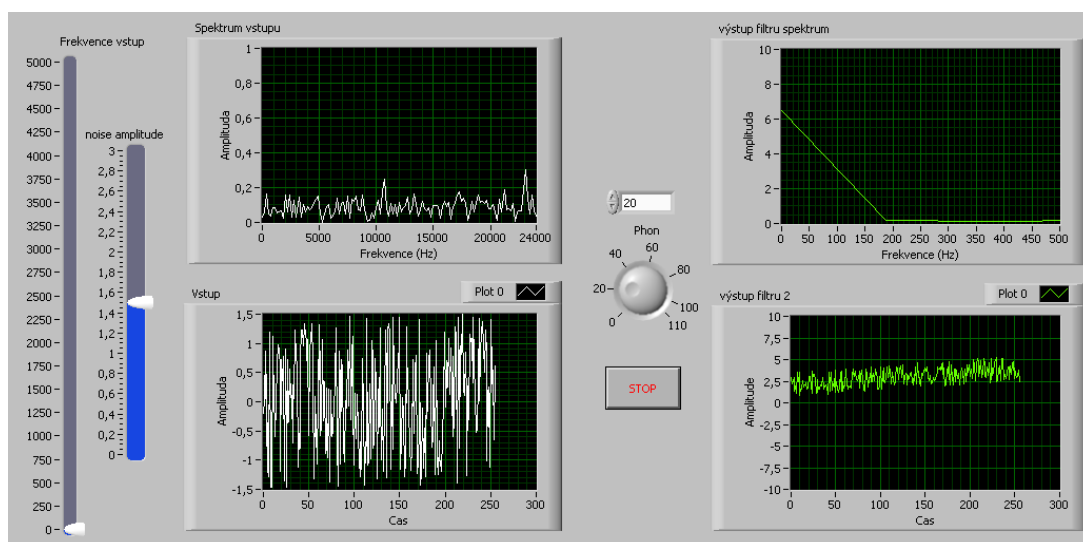 Frekvence vstup
5000
4750
4500
4250
4000
3750
3500
3250
3000
2750
2500
2250
2000
1750
1500
1250
1000
750
500
250
0
noise amplitude
3
2,8
2,6
2,4
2,2
2
1,8
1,6
1,4
1,2
1
0,8
0,6
0,4
0,2
0
Spektrum vstupu
Amplituda
1
0,8
0,6
0,4
0,2
0
0 5000 10000 15000 20000 24000
Frekvence (Hz)
Vstup
Plot 0
Amplituda
1,5
1
0,5
0
-0,5
-1
-1,5
0 50 100 150 200 250 300
Cas
20
Phon
0 20 40 60 80 100 110
STOP
výstup filtru spektrum
Amplituda
10
8
6
4
2
0
0 50 100 150 200 250 300 350 400 450 500
Frekvence (Hz)
výstup filtru 2
Plot 0
Amplitude
10
7,5
5
2,5
0
-2,5
-5
-7,5
-10
0 50 100 150 200 250 300
Cas